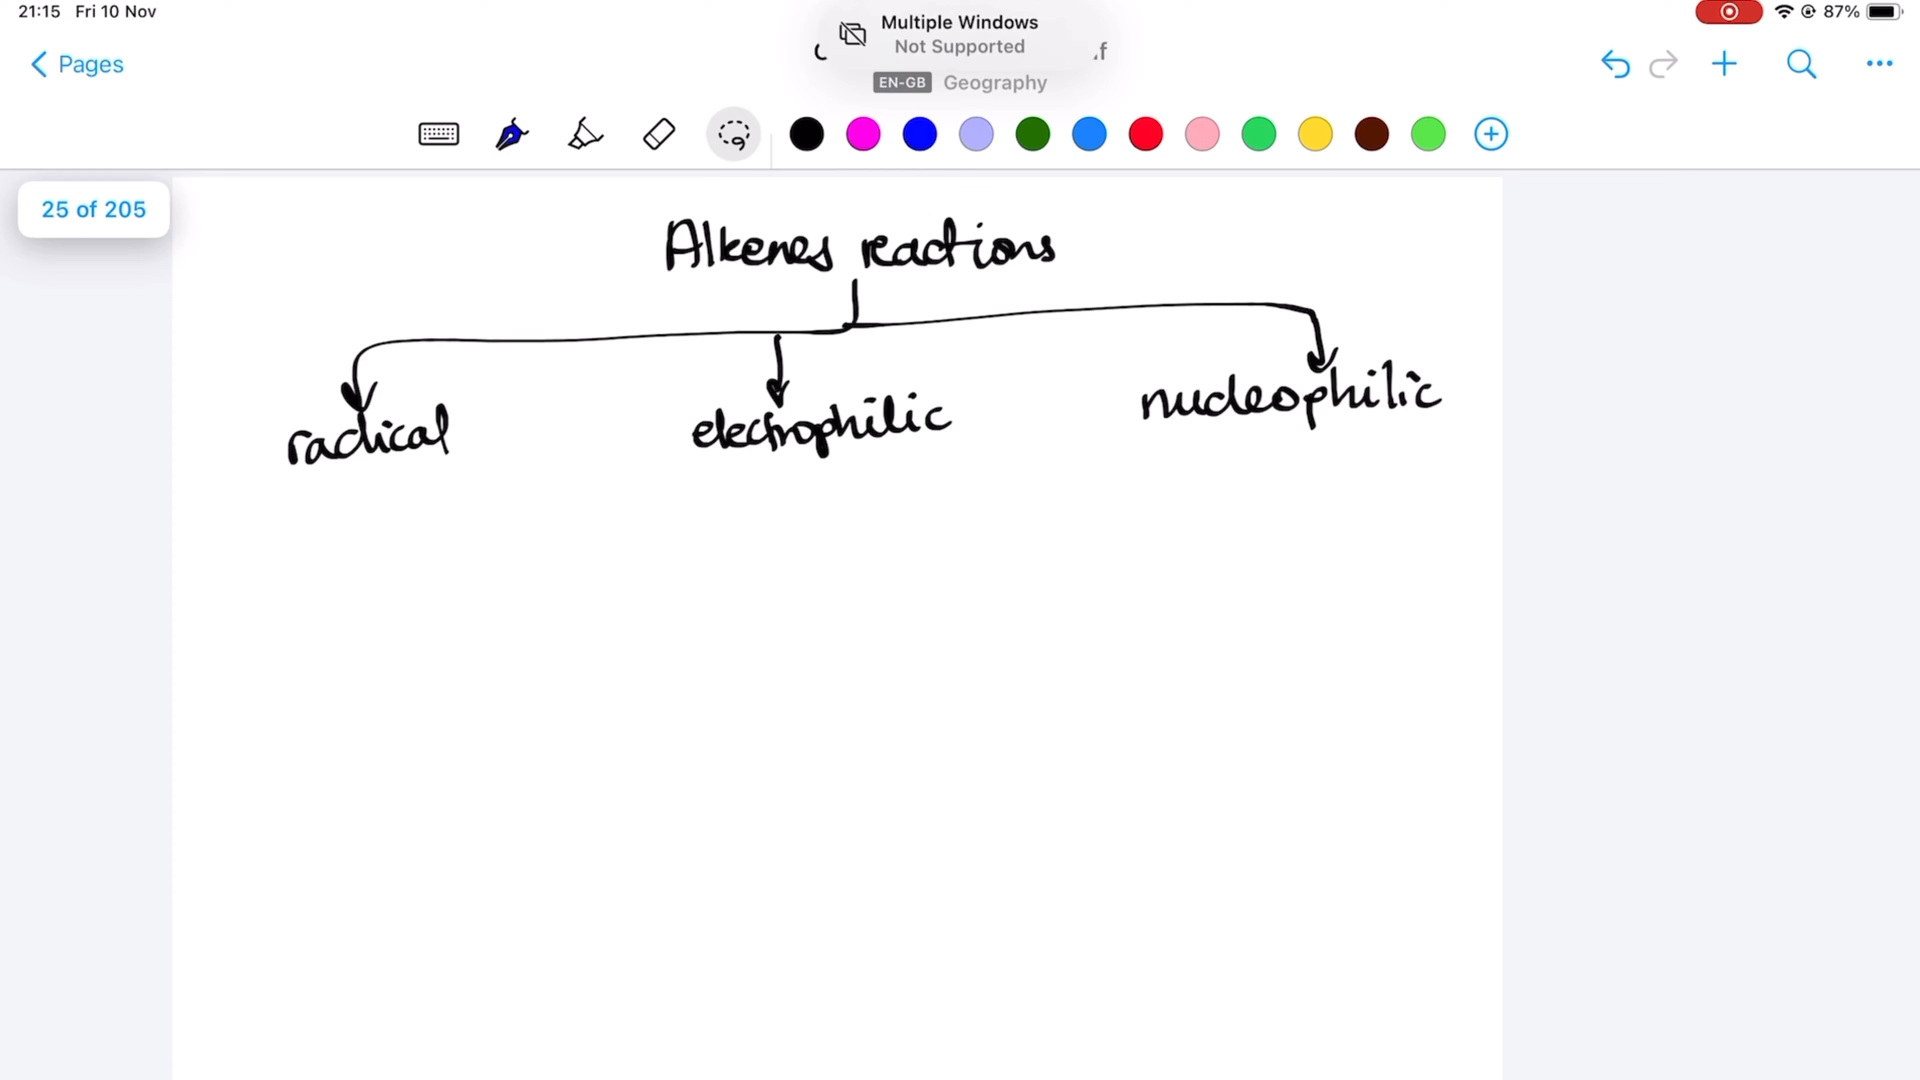 21:15 Fri 10 Nov
87%
Multiple Windows
Not Supported
Pages
EN-GB Geography
25 of 205
Alkenes reactions
radical
electrophilic
nucleophilic